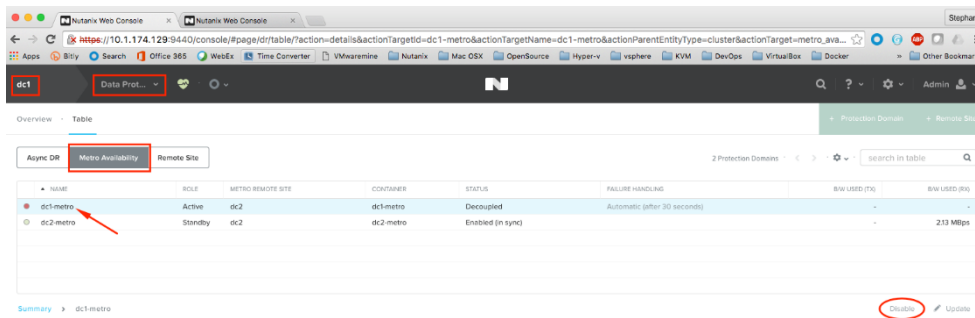 Nutanix Web Console × Nutanix Web Console × Stephan
https://10.1.174.129:9440/console/#page/dr/table/?action=details&actionTargetId=dc1-metro&actionTargetName=dc1-metro&actionParentEntityType=cluster&actionTarget=metro_ava...
Apps Bitly Search Office 365 WebEx Time Converter VMwaremine Nutanix Mac OSX OpenSource Hyper-v vsphere KVM DevOps VirtualBox Docker » Other Bookmar
dc1 Data Prot... N ? Admin
Overview · Table + Protection Domain + Remote Site
Async DR Metro Availability Remote Site 2 Protection Domains < > search in table
▲ NAME ROLE METRO REMOTE SITE CONTAINER STATUS FAILURE HANDLING B/W USED (TX) B/W USED (RX)
dc1-metro Active dc2 dc1-metro Decoupled Automatic (after 30 seconds) - -
dc2-metro Standby dc2 dc2-metro Enabled (in sync) - 2.13 MBps
Summary > dc1-metro Disable Update